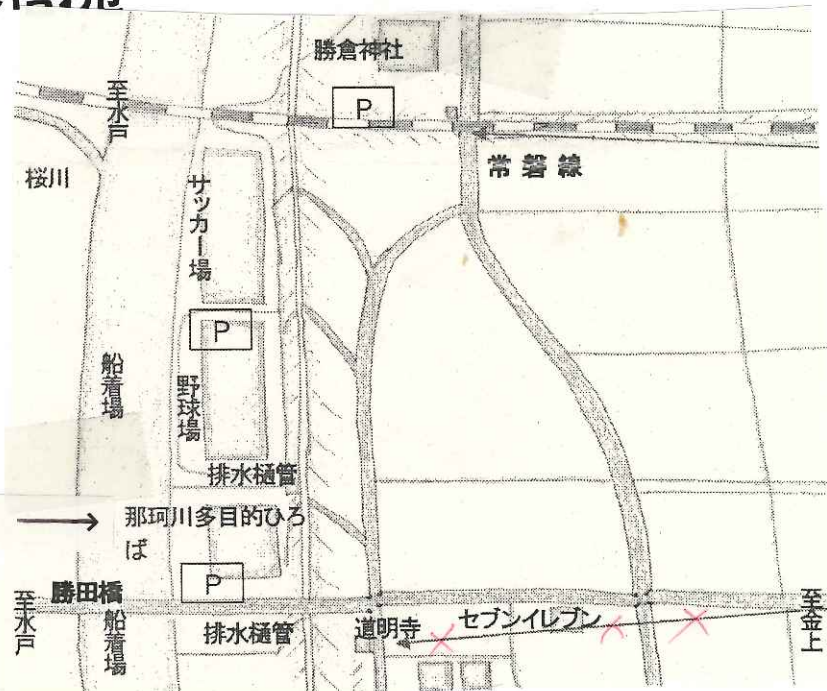 勝倉神社
P
至水戸
常磐線
桜川
サッカー場
P
船着場
野球場
排水樋管
那珂川多目的ひろ
ば
P
勝田橋
至水戸
船着場
排水樋管
道明寺
セブンイレブン
至金上